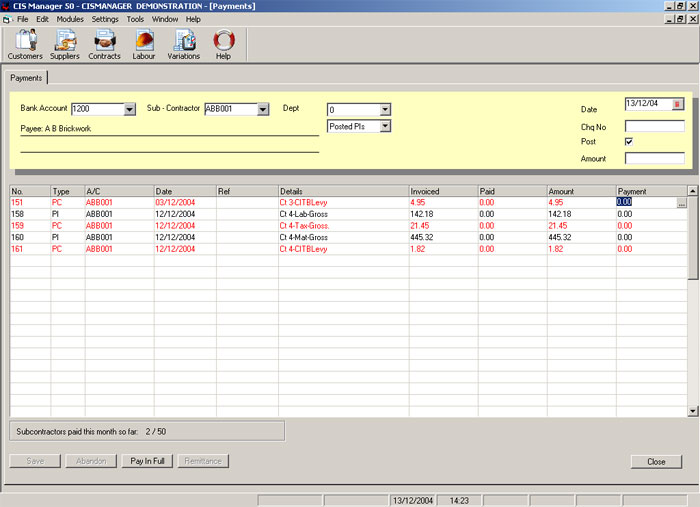 CIS Manager 50 - CISMANAGER DEMONSTRATION - [Payments]
File Edit Modules Settings Tools Window Help
Customers Suppliers Contracts Labour Variations Help
Payments
Bank Account 1200 Sub - Contractor ABB001 Dept 0 Date 13/12/04
Payee: A B Brickwork Posted PIs Chq No
Post
Amount
No. Type A/C Date Ref Details Invoiced Paid Amount Payment
151 PC ABB001 03/12/2004 Ct 3-CITBLevy 4.95 0.00 4.95 0.00 ...
158 PI ABB001 12/12/2004 Ct 4-Lab-Gross 142.18 0.00 142.18 0.00
159 PC ABB001 12/12/2004 Ct 4-Tax-Gross. 21.45 0.00 21.45 0.00
160 PI ABB001 12/12/2004 Ct 4-Mat-Gross 445.32 0.00 445.32 0.00
161 PC ABB001 12/12/2004 Ct 4-CITBLevy 1.82 0.00 1.82 0.00
Subcontractors paid this month so far: 2 / 50
Save Abandon Pay In Full Remittance Close
13/12/2004 14:23